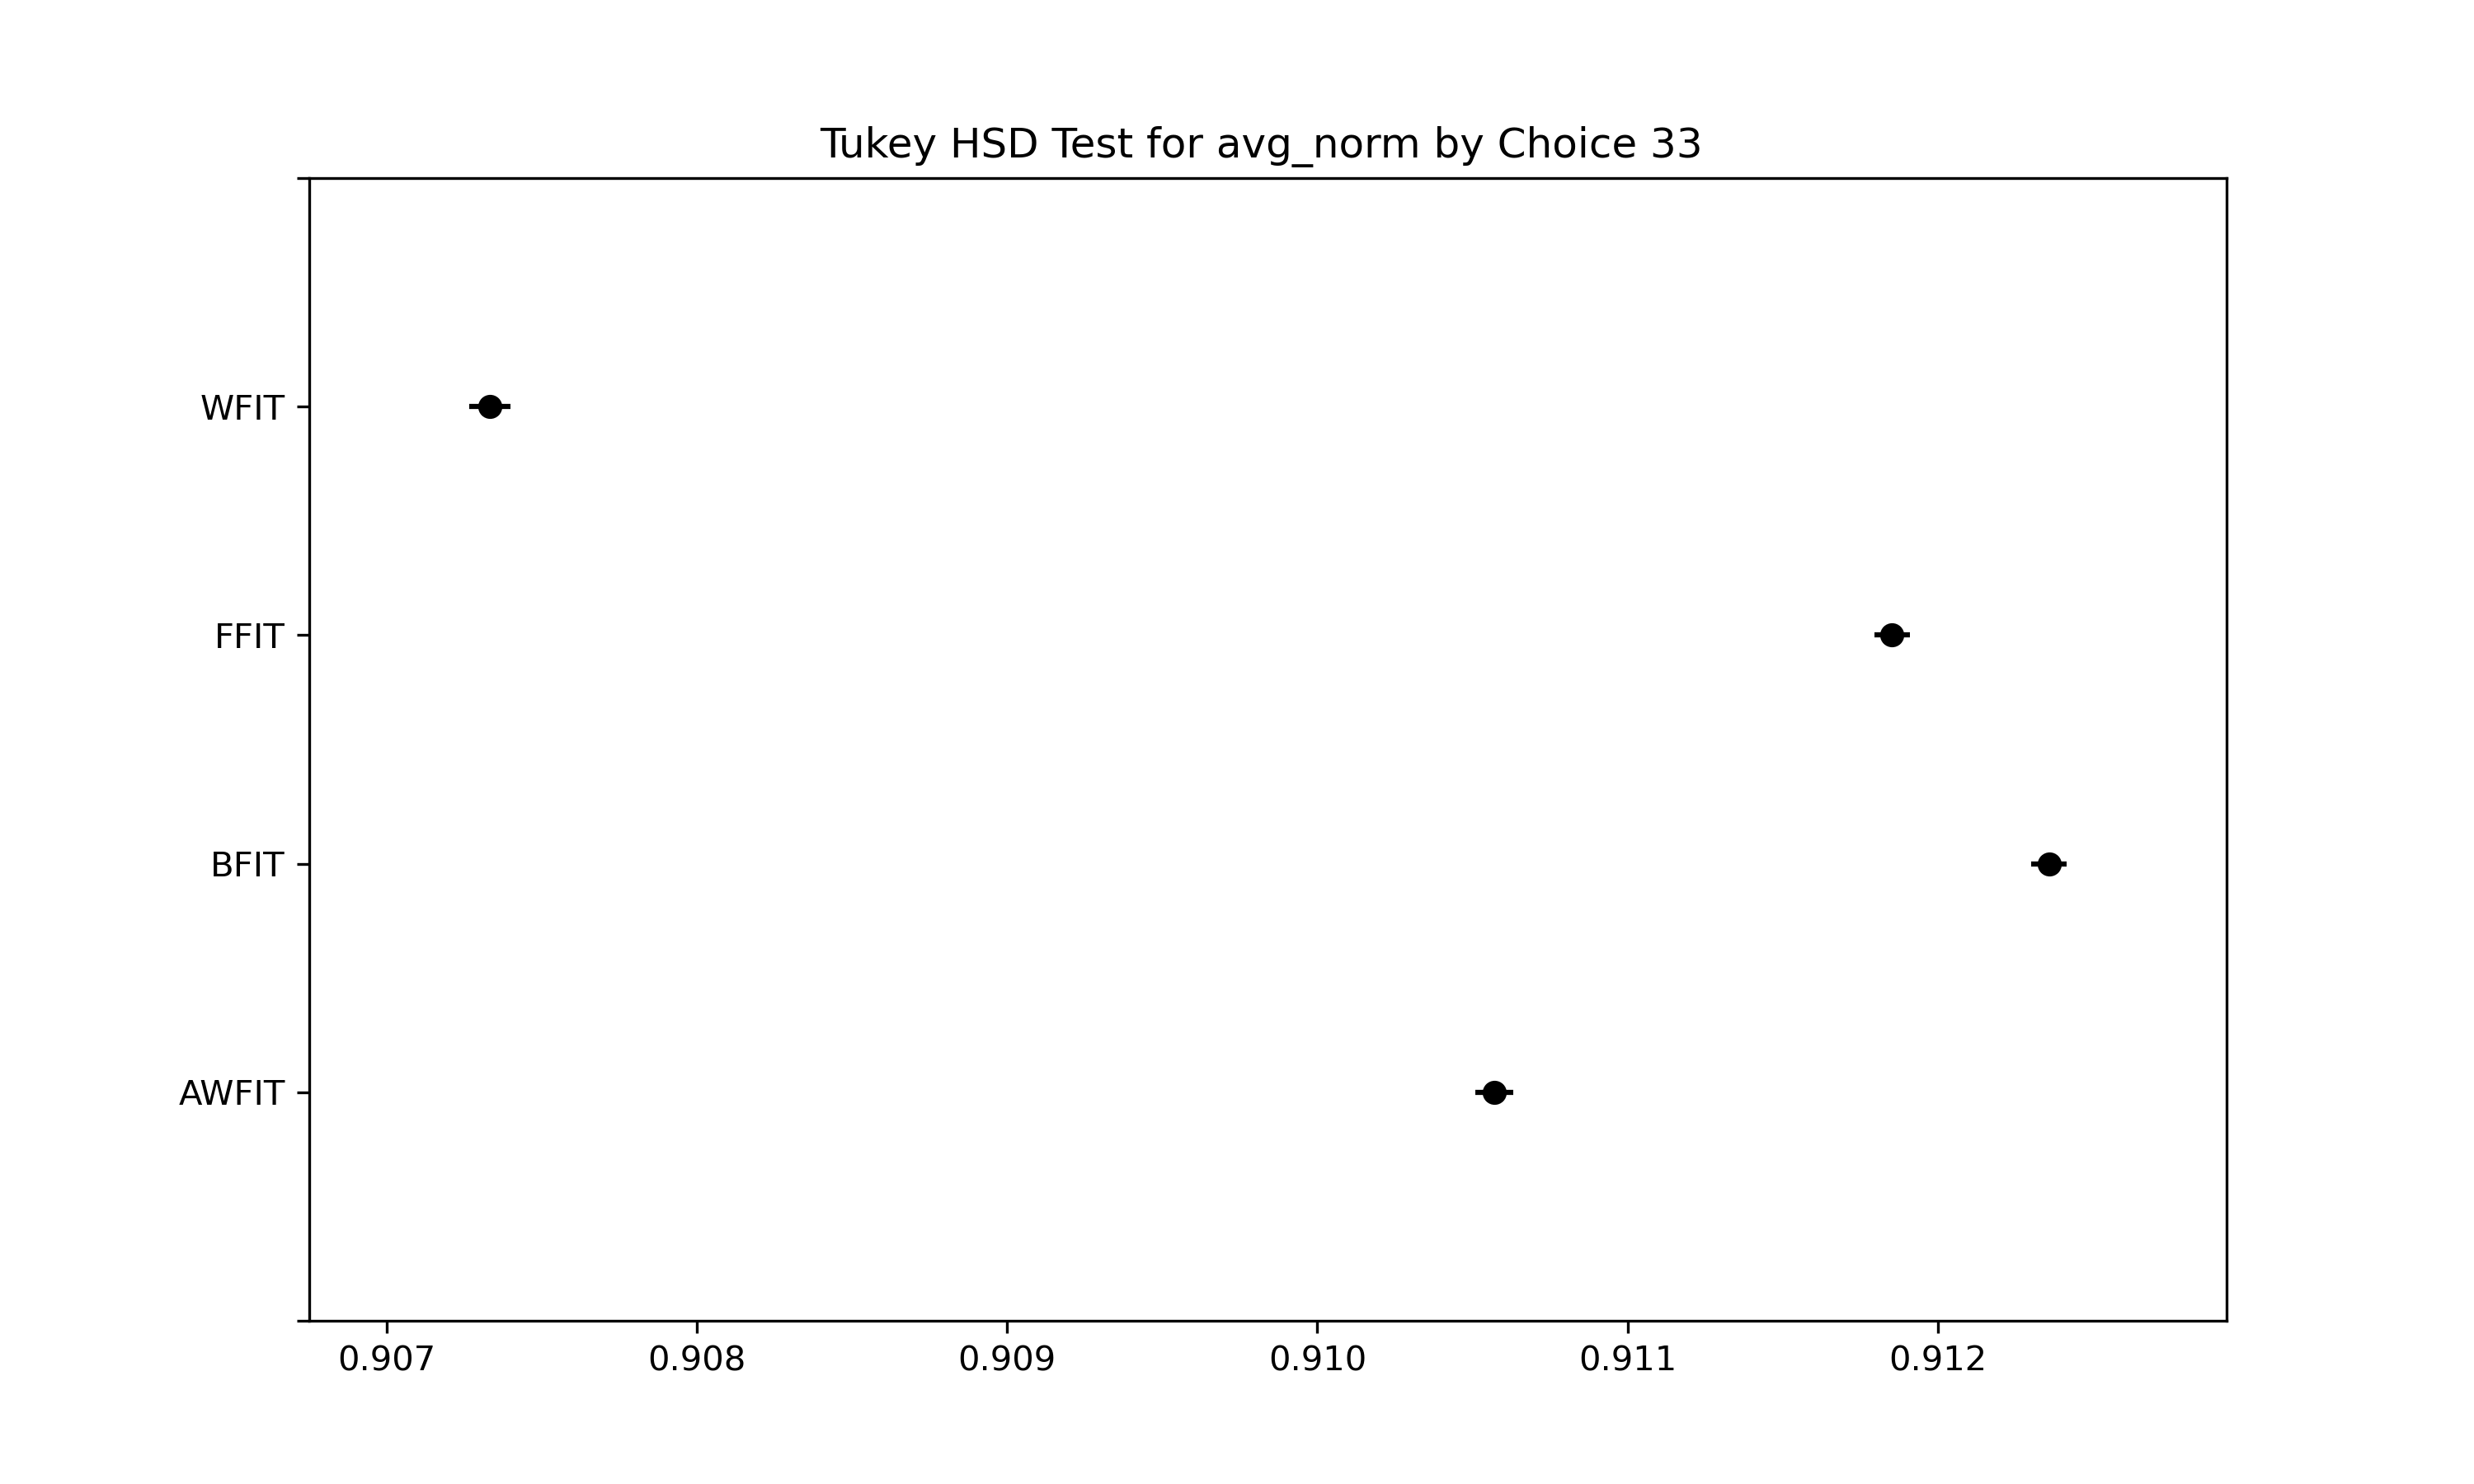 Tukey HSD Test for avg_norm by Choice 33
WFIT
FFIT
BFIT
AWFIT
0.907 0.908 0.909 0.910 0.911 0.912